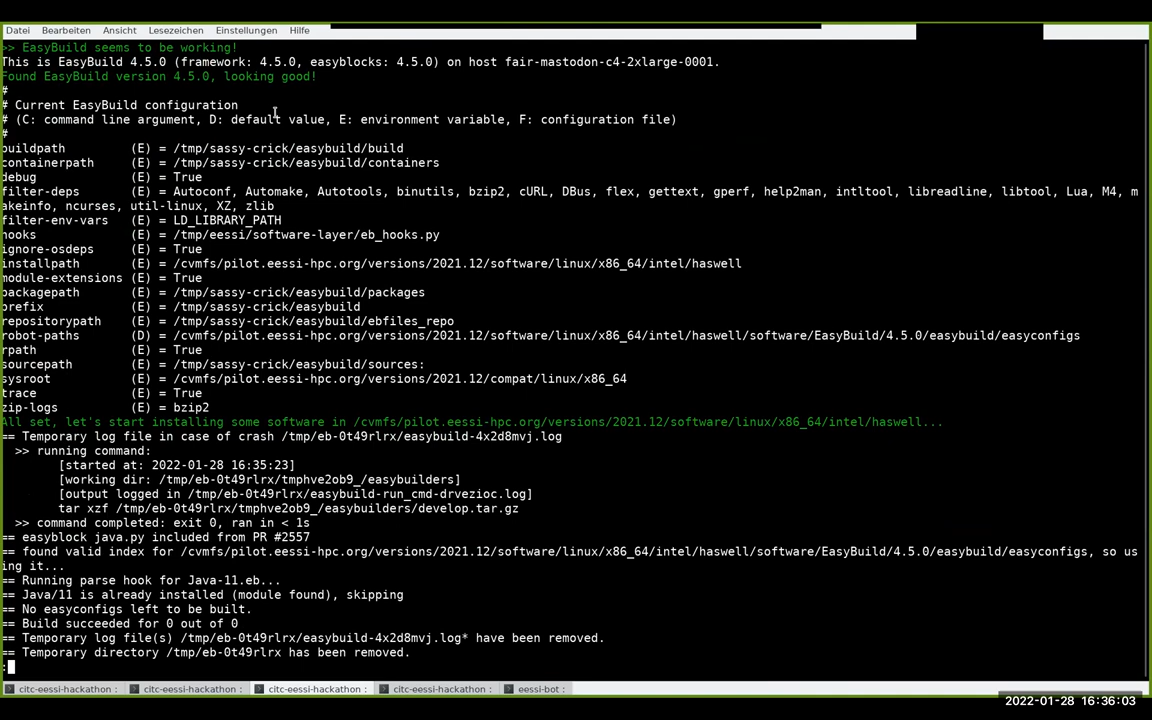 Datei Bearbeiten Ansicht Lesezeichen Einstellungen Hilfe
>> EasyBuild seems to be working!
This is EasyBuild 4.5.0 (framework: 4.5.0, easyblocks: 4.5.0) on host fair-mastodon-c4-2xlarge-0001.
Found EasyBuild version 4.5.0, looking good!
#
# Current EasyBuild configuration
# (C: command line argument, D: default value, E: environment variable, F: configuration file)
#
buildpath (E) = /tmp/sassy-crick/easybuild/build
containerpath (E) = /tmp/sassy-crick/easybuild/containers
debug (E) = True
filter-deps (E) = Autoconf, Automake, Autotools, binutils, bzip2, cURL, DBus, flex, gettext, gperf, help2man, intltool, libreadline, libtool, Lua, M4, m
akeinfo, ncurses, util-linux, XZ, zlib
filter-env-vars (E) = LD_LIBRARY_PATH
hooks (E) = /tmp/eessi/software-layer/eb_hooks.py
ignore-osdeps (E) = True
installpath (E) = /cvmfs/pilot.eessi-hpc.org/versions/2021.12/software/linux/x86_64/intel/haswell
module-extensions (E) = True
packagepath (E) = /tmp/sassy-crick/easybuild/packages
prefix (E) = /tmp/sassy-crick/easybuild
repositorypath (E) = /tmp/sassy-crick/easybuild/ebfiles_repo
robot-paths (D) = /cvmfs/pilot.eessi-hpc.org/versions/2021.12/software/linux/x86_64/intel/haswell/software/EasyBuild/4.5.0/easybuild/easyconfigs
rpath (E) = True
sourcepath (E) = /tmp/sassy-crick/easybuild/sources:
sysroot (E) = /cvmfs/pilot.eessi-hpc.org/versions/2021.12/compat/linux/x86_64
trace (E) = True
zip-logs (E) = bzip2
All set, let's start installing some software in /cvmfs/pilot.eessi-hpc.org/versions/2021.12/software/linux/x86_64/intel/haswell...
== Temporary log file in case of crash /tmp/eb-0t49rlrx/easybuild-4x2d8mvj.log
>> running command:
[started at: 2022-01-28 16:35:23]
[working dir: /tmp/eb-0t49rlrx/tmphve2ob9_/easybuilders]
[output logged in /tmp/eb-0t49rlrx/easybuild-run_cmd-drvezioc.log]
tar xzf /tmp/eb-0t49rlrx/tmphve2ob9_/easybuilders/develop.tar.gz
>> command completed: exit 0, ran in < 1s
== easyblock java.py included from PR #2557
== found valid index for /cvmfs/pilot.eessi-hpc.org/versions/2021.12/software/linux/x86_64/intel/haswell/software/EasyBuild/4.5.0/easybuild/easyconfigs, so us
ing it...
== Running parse hook for Java-11.eb...
== Java/11 is already installed (module found), skipping
== No easyconfigs left to be built.
== Build succeeded for 0 out of 0
== Temporary log file(s) /tmp/eb-0t49rlrx/easybuild-4x2d8mvj.log* have been removed.
== Temporary directory /tmp/eb-0t49rlrx has been removed.
:
citc-eessi-hackathon : citc-eessi-hackathon : citc-eessi-hackathon : citc-eessi-hackathon : eessi-bot :
2022-01-28 16:36:03